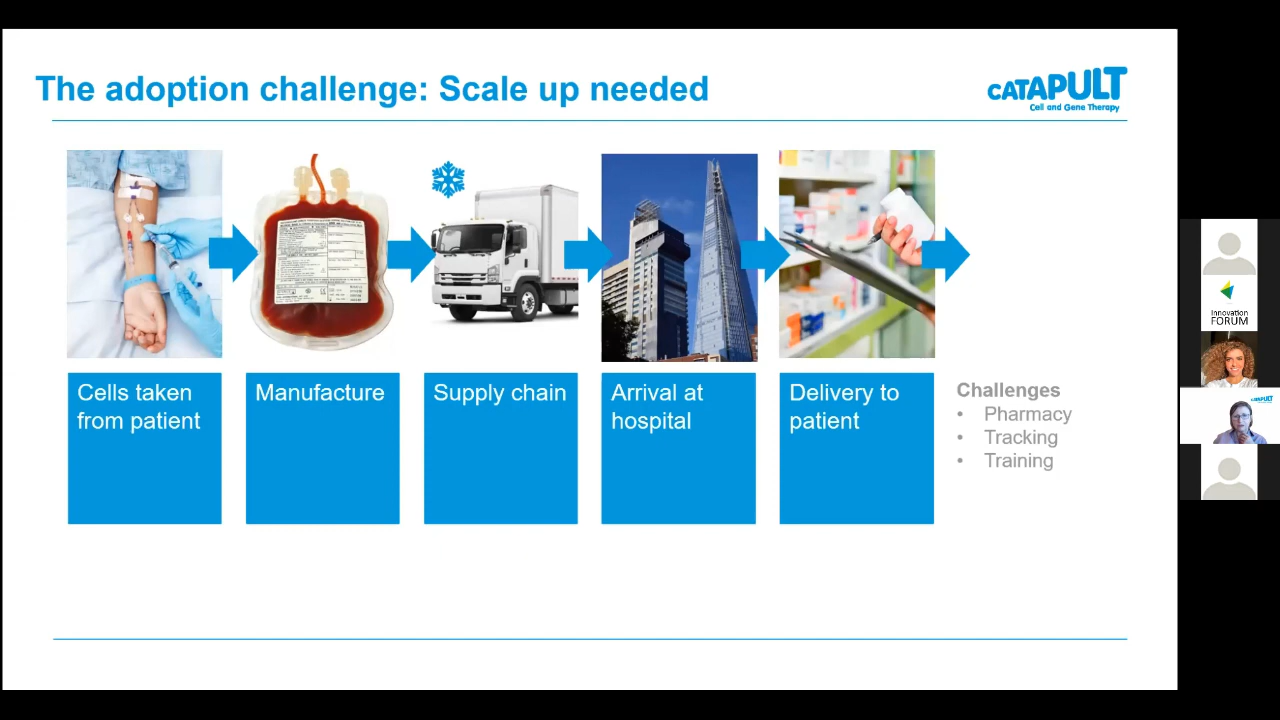 The adoption challenge: Scale up needed
CATAPULT
Cell and Gene Therapy
Cells taken
from patient
Manufacture
Supply chain
Arrival at
hospital
Delivery to
patient
Challenges
• Pharmacy
• Tracking
• Training
Innovation
FORUM
CATAPULT